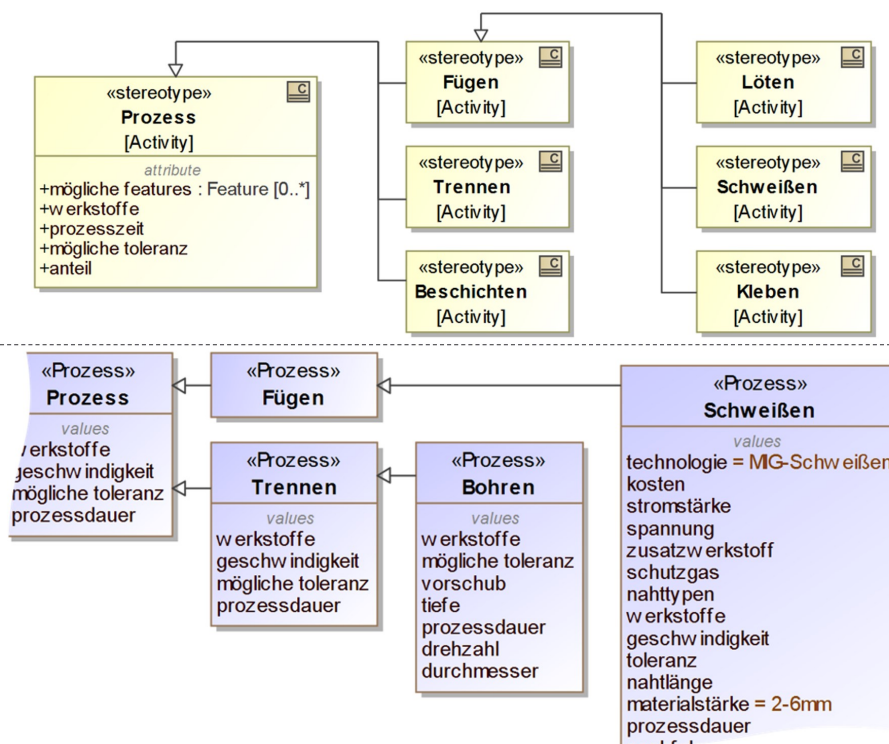 «stereotype»
Prozess
[Activity]
attribute
+mögliche features : Feature [0..*]
+werkstoffe
+prozesszeit
+mögliche toleranz
+anteil
«stereotype»
Fügen
[Activity]
«stereotype»
Trennen
[Activity]
«stereotype»
Beschichten
[Activity]
«stereotype»
Löten
[Activity]
«stereotype»
Schweißen
[Activity]
«stereotype»
Kleben
[Activity]
«Prozess»
Prozess
values
werkstoffe
geschwindigkeit
mögliche toleranz
prozessdauer
«Prozess»
Fügen
«Prozess»
Trennen
values
werkstoffe
geschwindigkeit
mögliche toleranz
prozessdauer
«Prozess»
Bohren
values
werkstoffe
mögliche toleranz
vorschub
tiefe
prozessdauer
drehzahl
durchmesser
«Prozess»
Schweißen
values
technologie = MIG-Schweißen
kosten
stromstärke
spannung
zusatzwerkstoff
schutzgas
nahttypen
werkstoffe
geschwindigkeit
toleranz
nahtlänge
materialstärke = 2-6mm
prozessdauer